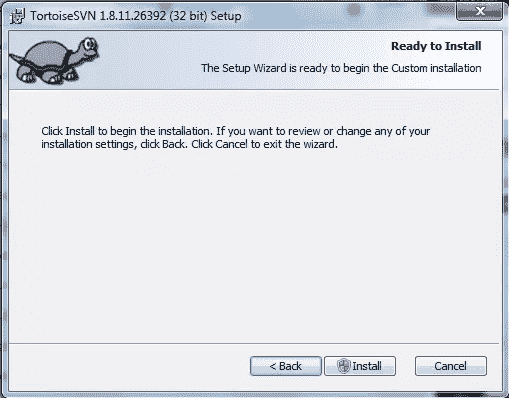 TortoiseSVN 1.8.11.26392 (32 bit) Setup
Ready to Install
The Setup Wizard is ready to begin the Custom installation
Click Install to begin the installation. If you want to review or change any of your
installation settings, click Back. Click Cancel to exit the wizard.
< Back
Install
Cancel